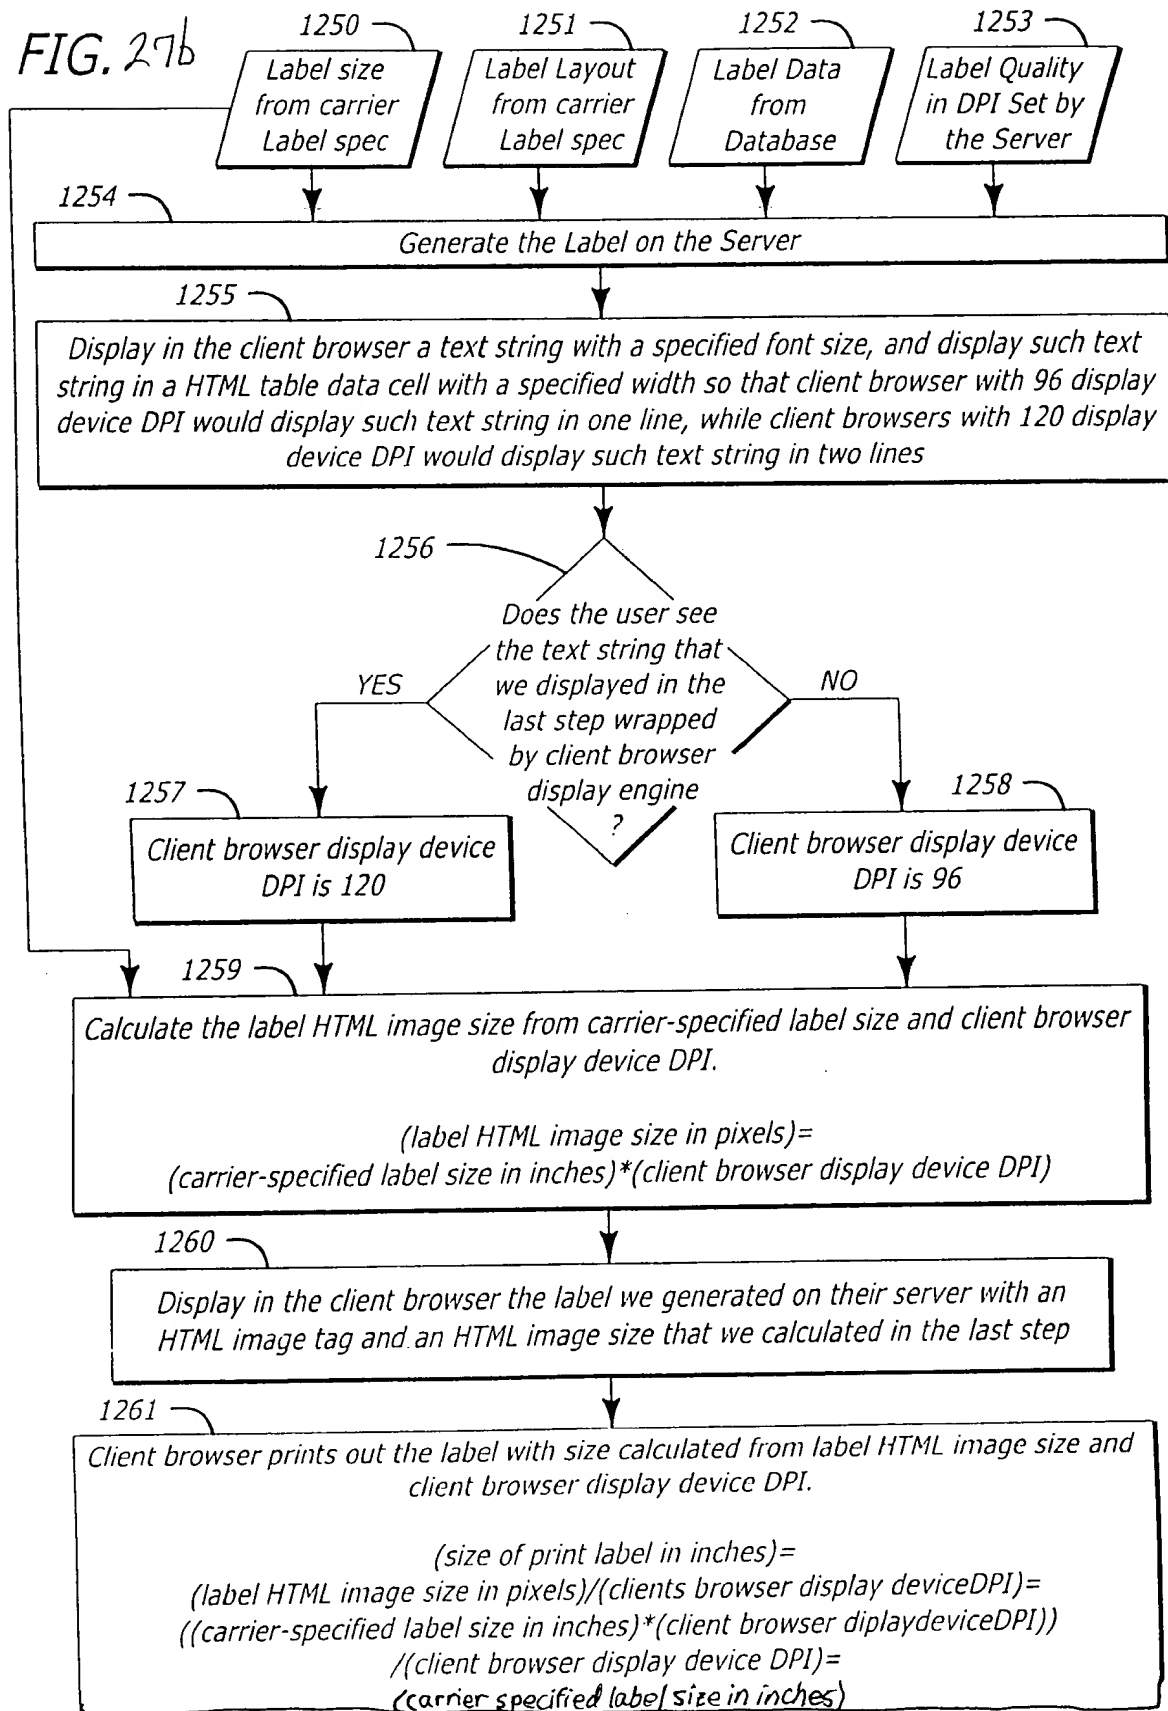 FIG. 27b
1250
1251
1252
1253
Label size
from carrier
Label spec
Label Layout
from carrier
Label spec
Label Data
from
Database
Label Quality
in DPI Set by
the Server
1254
Generate the Label on the Server
1255
Display in the client browser a text string with a specified font size, and display such text
string in a HTML table data cell with a specified width so that client browser with 96 display
device DPI would display such text string in one line, while client browsers with 120 display
device DPI would display such text string in two lines
1256
Does the user see
the text string that
we displayed in the
last step wrapped
by client browser
display engine
?
YES
NO
1257
Client browser display device
DPI is 120
1258
Client browser display device
DPI is 96
1259
Calculate the label HTML image size from carrier-specified label size and client browser
display device DPI.
(label HTML image size in pixels)=
(carrier-specified label size in inches)*(client browser display device DPI)
1260
Display in the client browser the label we generated on their server with an
HTML image tag and an HTML image size that we calculated in the last step
1261
Client browser prints out the label with size calculated from label HTML image size and
client browser display device DPI.
(size of print label in inches)=
(label HTML image size in pixels)/(clients browser display deviceDPI)=
((carrier-specified label size in inches)*(client browser diplaydeviceDPI))
/(client browser display device DPI)=
(carrier specified label size in inches)